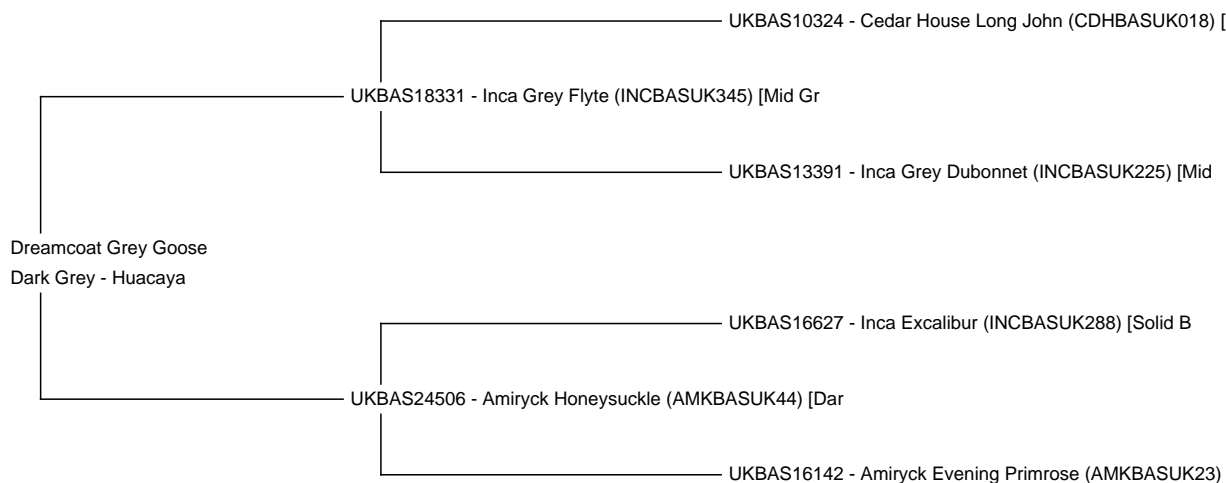 UKBAS10324 - Cedar House Long John (CDHBASUK018) [
UKBAS18331 - Inca Grey Flyte (INCBASUK345) [Mid Gr
UKBAS13391 - Inca Grey Dubonnet (INCBASUK225) [Mid
Dreamcoat Grey Goose
Dark Grey - Huacaya
UKBAS16627 - Inca Excalibur (INCBASUK288) [Solid B
UKBAS24506 - Amiryck Honeysuckle (AMKBASUK44) [Dar
UKBAS16142 - Amiryck Evening Primrose (AMKBASUK23)